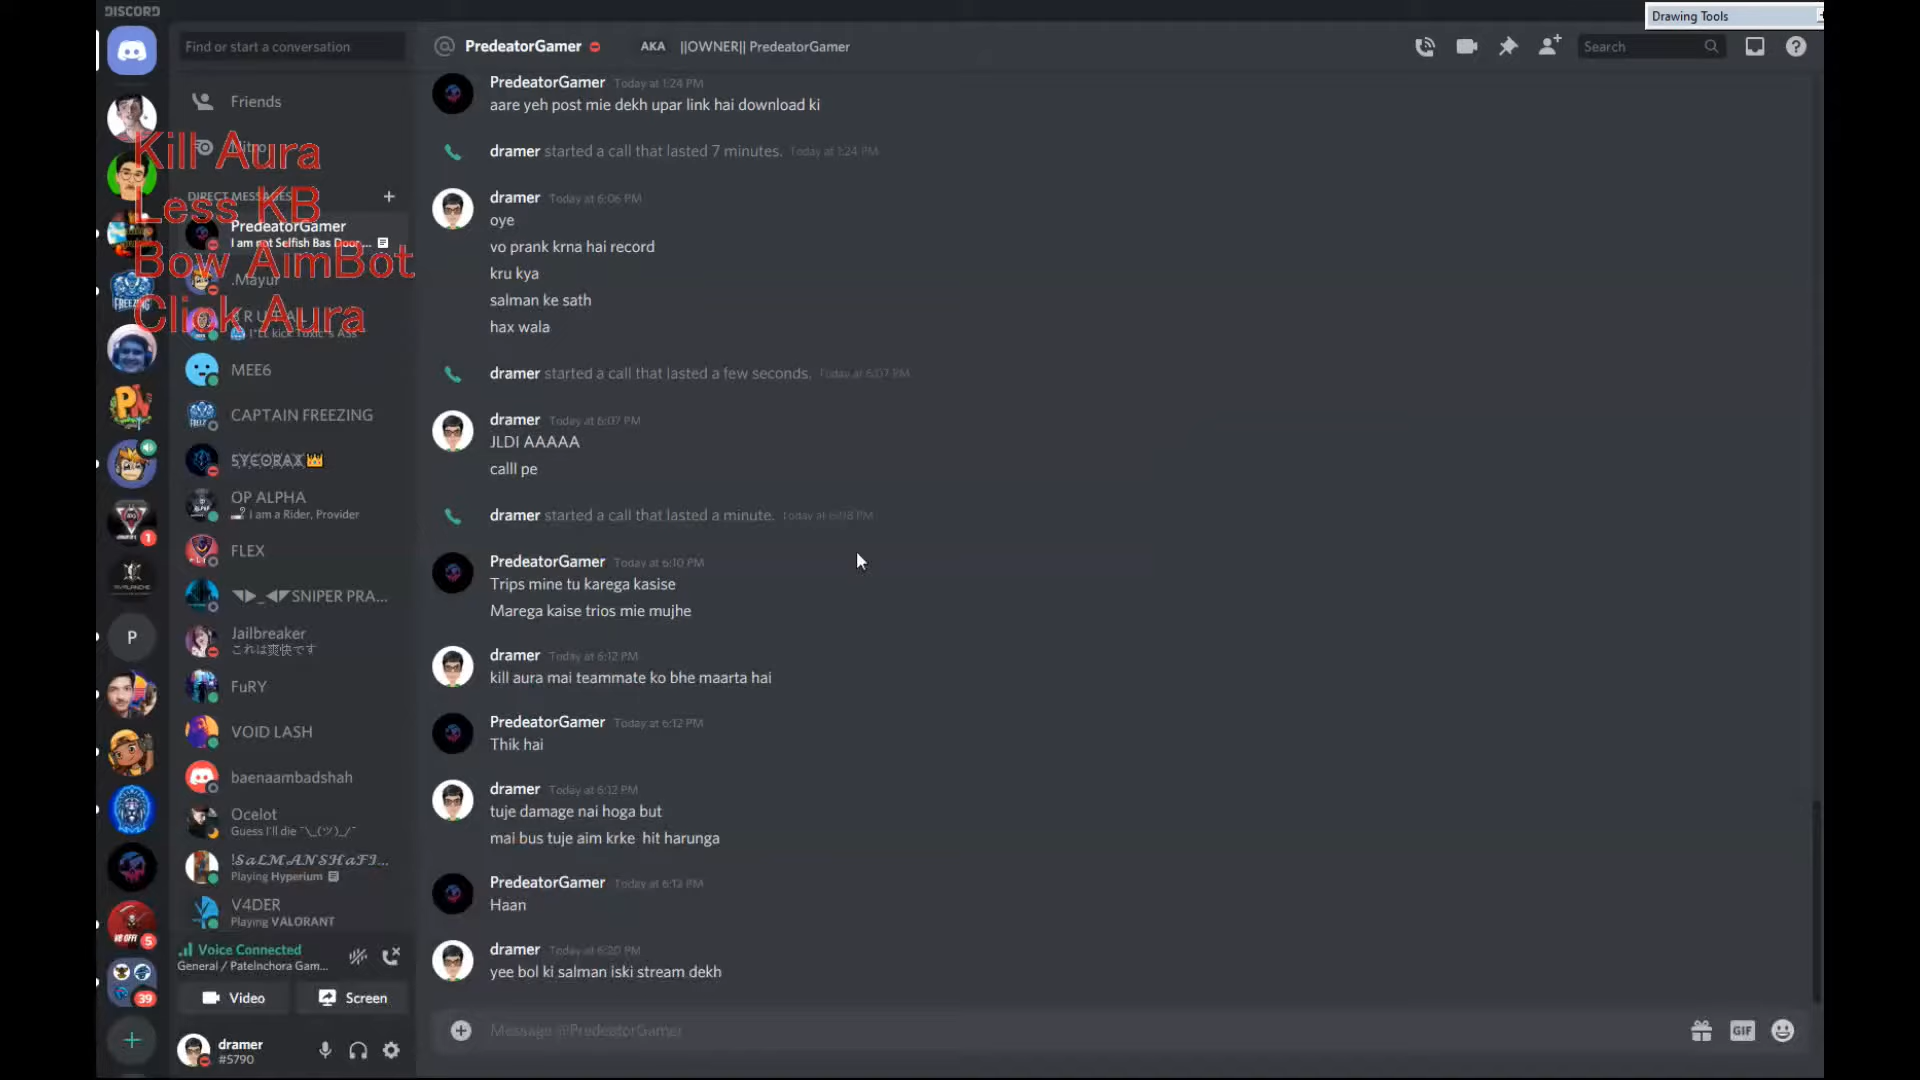 DISCORD
Drawing Tools
Find or start a conversation
PredeatorGamer
AKA ||OWNER|| PredeatorGamer
Search
Friends
Kill Aura
DIRECT MESSAGES
Less KB
PredeatorGamer
I am not Selfish Bas Door ...
Bow AimBot
.Mayur
Click Aura
MEE6
CAPTAIN FREEZING
SYCORAX
OP ALPHA
I am a Rider, Provider
FLEX
SNIPER PRA...
Jailbreaker
これは爽快です
FuRY
VOID LASH
baenaambadshah
Ocelot
Guess I'll die ¯\_(ツ)_/¯
!SaLMANSHaFI...
Playing Hyperium
V4DER
Playing VALORANT
Voice Connected
General / Patelnchora Gam...
Video
Screen
dramer
#5790
FREEZING
PN
1
P
VB OFFI 5
39
PredeatorGamer Today at 1:24 PM
aare yeh post mie dekh upar link hai download ki
dramer started a call that lasted 7 minutes. Today at 1:24 PM
dramer Today at 6:06 PM
oye
vo prank krna hai record
kru kya
salman ke sath
hax wala
dramer started a call that lasted a few seconds. Today at 6:07 PM
dramer Today at 6:07 PM
JLDI AAAAA
calll pe
dramer started a call that lasted a minute. Today at 6:08 PM
PredeatorGamer Today at 6:10 PM
Trips mine tu karega kasise
Marega kaise trios mie mujhe
dramer Today at 6:12 PM
kill aura mai teammate ko bhe maarta hai
PredeatorGamer Today at 6:12 PM
Thik hai
dramer Today at 6:12 PM
tuje damage nai hoga but
mai bus tuje aim krke hit harunga
PredeatorGamer Today at 6:13 PM
Haan
dramer Today at 6:20 PM
yee bol ki salman iski stream dekh
Message @PredeatorGamer
GIF